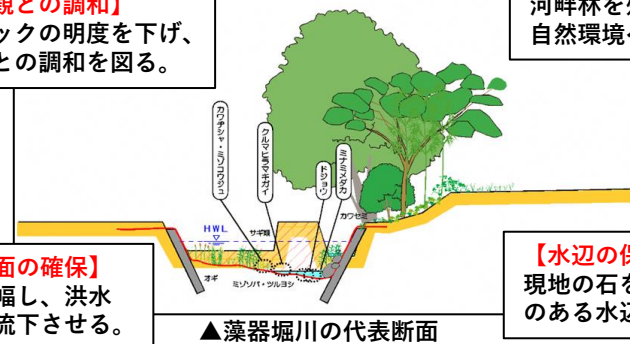 観との調和】
ックの明度を下げ、
との調和を図る。
河畔林を
自然環境
カワヂシャ・ミゾコウジュ
クルマヒラマキガイ
ドジョウ
ミナミメダカ
カワセミ
HWL
サギ類
オギ
ミゾソバ・ツルヨシ
面の確保】
幅し、洪水
流下させる。
【水辺の保
現地の石を
のある水辺
▲藻器堀川の代表断面